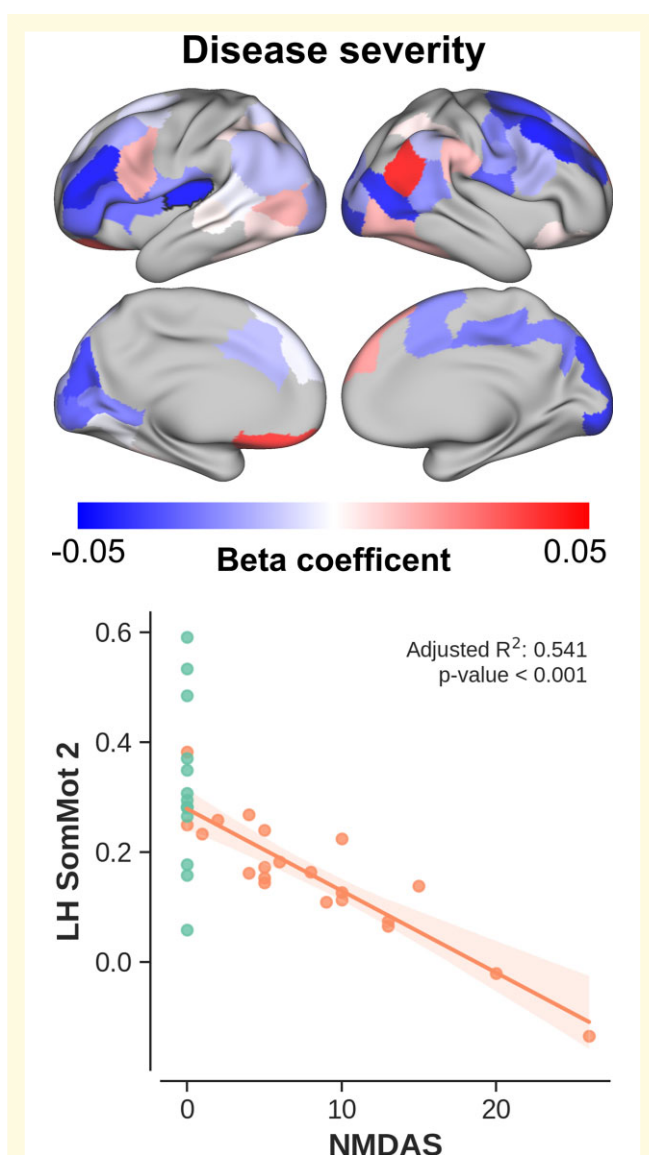 Disease severity
-0.05
Beta coefficent
0.05
Adjusted R²: 0.541
p-value < 0.001
0.6
0.4
0.2
0.0
LH SomMot 2
0
10
20
NMDAS